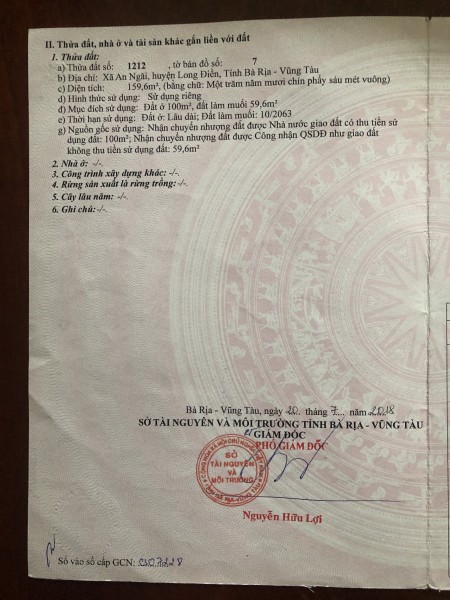 II. Thửa đất, nhà ở và tài sản khác gắn liền với đất
1. Thửa đất:
a) Thửa đất số: 1212 , tờ bản đồ số: 7
b) Địa chỉ: Xã An Ngãi, huyện Long Điền, Tỉnh Bà Rịa - Vũng Tàu
c) Diện tích: 159,6m², (bằng chữ: Một trăm năm mươi chín phẩy sáu mét vuông)
d) Hình thức sử dụng: Sử dụng riêng
đ) Mục đích sử dụng: Đất ở 100m², đất làm muối 59,6m²
e) Thời hạn sử dụng: Đất ở: Lâu dài; Đất làm muối: 10/2063
g) Nguồn gốc sử dụng: Nhận chuyển nhượng đất được Nhà nước giao đất có thu tiền sử
dụng đất: 100m²; Nhận chuyển nhượng đất được Công nhận QSDĐ như giao đất
không thu tiền sử dụng đất: 59,6m²
2. Nhà ở: -/-.
3. Công trình xây dựng khác: -/-.
4. Rừng sản xuất là rừng trồng: -/-.
5. Cây lâu năm: -/-.
6. Ghi chú:-/-.
Bà Rịa - Vũng Tàu, ngày 20 tháng 7 năm 2018
SỞ TÀI NGUYÊN VÀ MÔI TRƯỜNG TỈNH BÀ RỊA - VŨNG TÀU
GIÁM ĐỐC
PHÓ GIÁM ĐỐC
SỞ
TÀI NGUYÊN
VÀ
MÔI TRƯỜNG
Nguyễn Hữu Lợi
Số vào sổ cấp GCN: